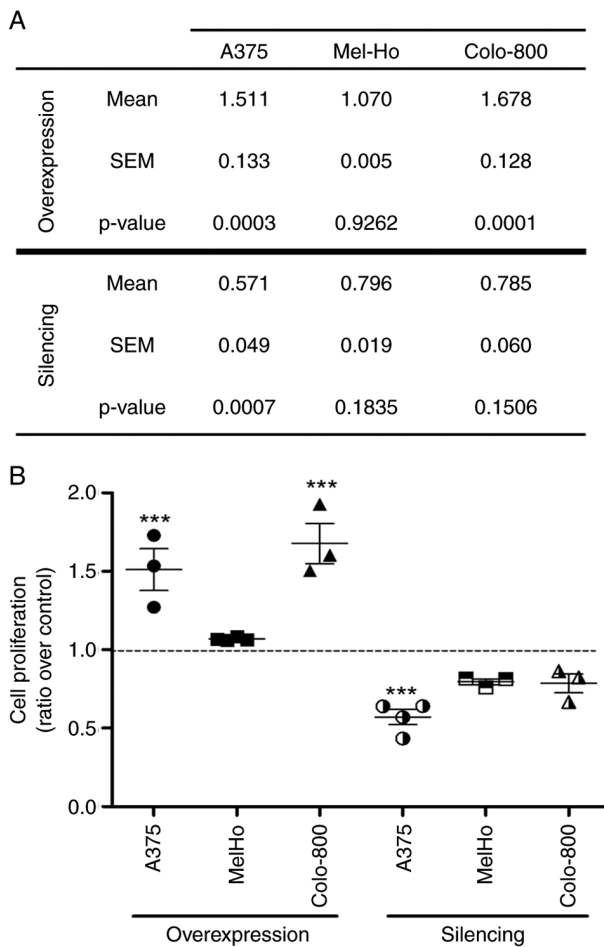 A
A375 Mel-Ho Colo-800
Overexpression
Mean 1.511 1.070 1.678
SEM 0.133 0.005 0.128
p-value 0.0003 0.9262 0.0001
Silencing
Mean 0.571 0.796 0.785
SEM 0.049 0.019 0.060
p-value 0.0007 0.1835 0.1506
B
Cell proliferation
(ratio over control)
2.0
1.5
1.0
0.5
0.0
***
***
***
A375 MelHo Colo-800 A375 MelHo Colo-800
Overexpression Silencing